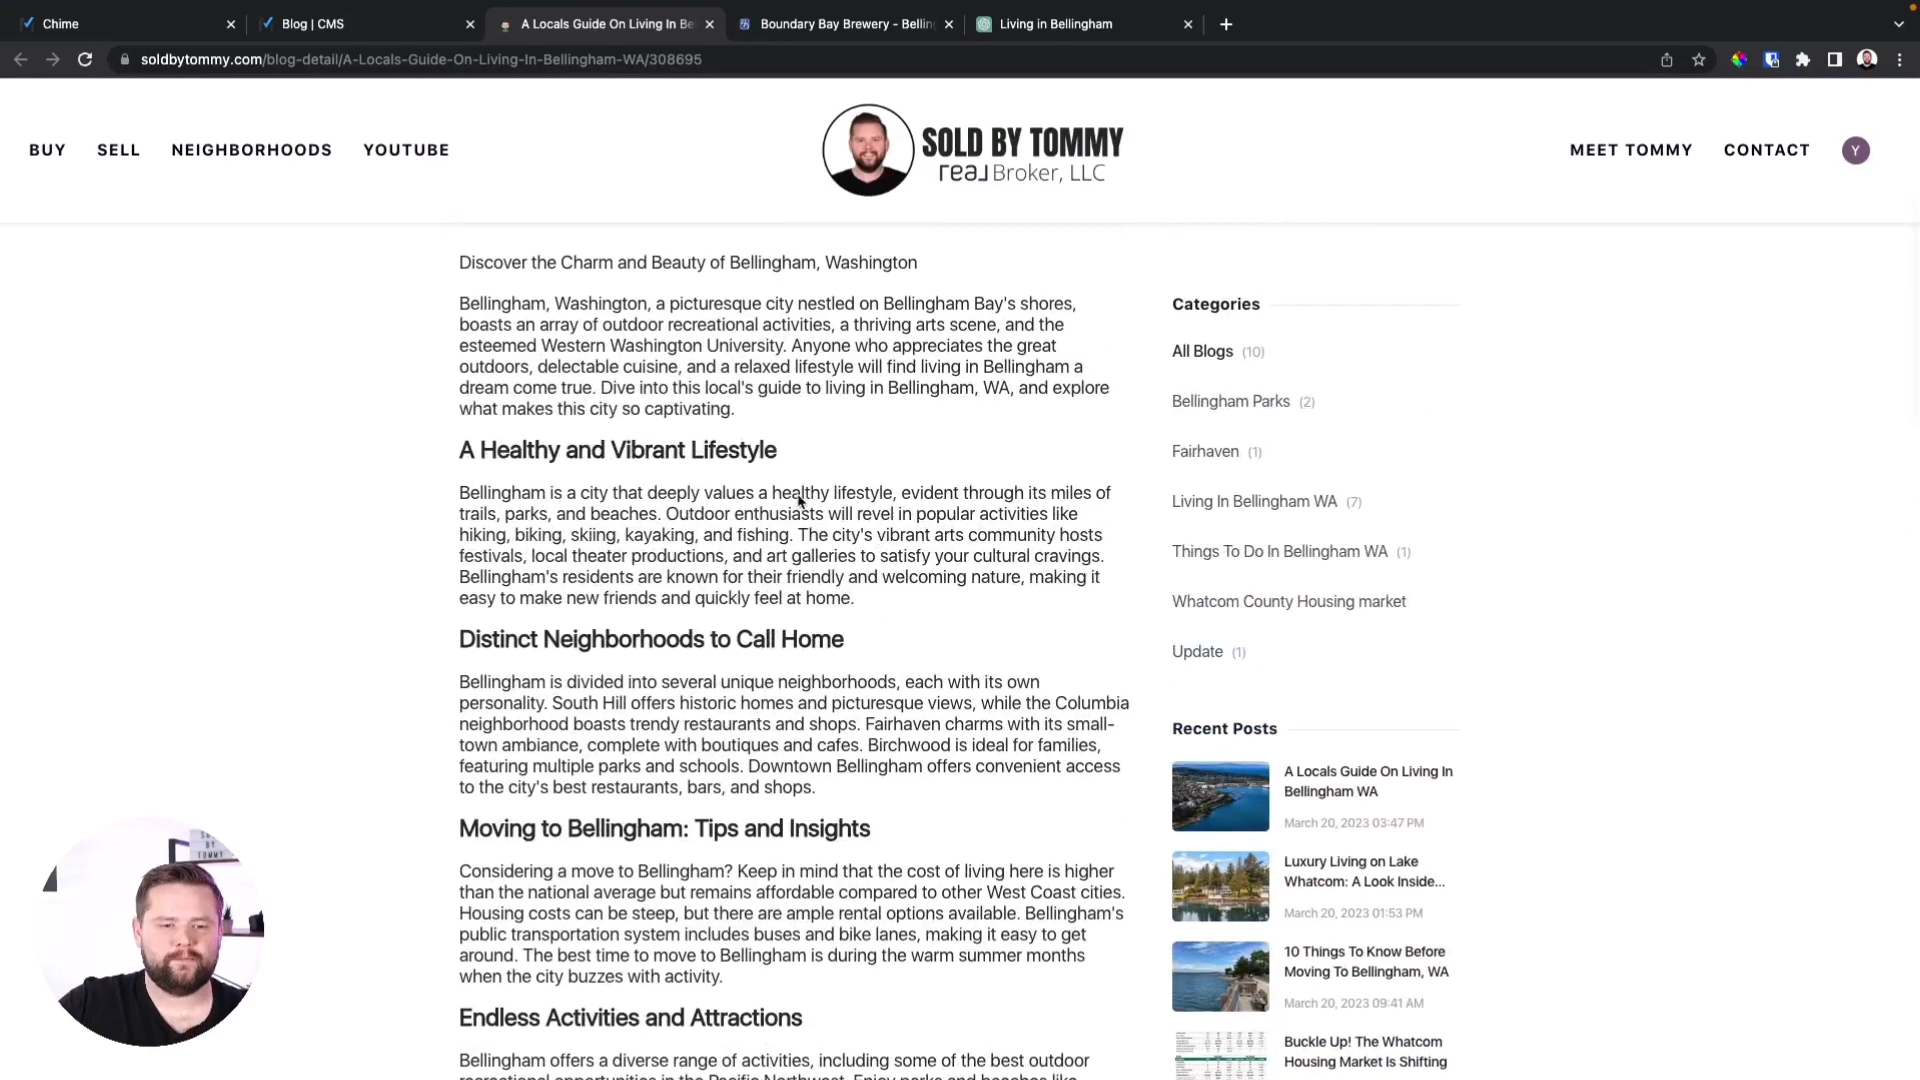 Chime
Blog | CMS
A Locals Guide On Living In Be
Boundary Bay Brewery - Bellin
Living in Bellingham
soldbytommy.com/blog-detail/A-Locals-Guide-On-Living-In-Bellingham-WA/308695
BUY SELL NEIGHBORHOODS YOUTUBE
SOLD BY TOMMY
real Broker, LLC
MEET TOMMY CONTACT Y
Discover the Charm and Beauty of Bellingham, Washington
Bellingham, Washington, a picturesque city nestled on Bellingham Bay's shores,
boasts an array of outdoor recreational activities, a thriving arts scene, and the
esteemed Western Washington University. Anyone who appreciates the great
outdoors, delectable cuisine, and a relaxed lifestyle will find living in Bellingham a
dream come true. Dive into this local's guide to living in Bellingham, WA, and explore
what makes this city so captivating.
A Healthy and Vibrant Lifestyle
Bellingham is a city that deeply values a healthy lifestyle, evident through its miles of
trails, parks, and beaches. Outdoor enthusiasts will revel in popular activities like
hiking, biking, skiing, kayaking, and fishing. The city's vibrant arts community hosts
festivals, local theater productions, and art galleries to satisfy your cultural cravings.
Bellingham's residents are known for their friendly and welcoming nature, making it
easy to make new friends and quickly feel at home.
Distinct Neighborhoods to Call Home
Bellingham is divided into several unique neighborhoods, each with its own
personality. South Hill offers historic homes and picturesque views, while the Columbia
neighborhood boasts trendy restaurants and shops. Fairhaven charms with its small-
town ambiance, complete with boutiques and cafes. Birchwood is ideal for families,
featuring multiple parks and schools. Downtown Bellingham offers convenient access
to the city's best restaurants, bars, and shops.
Moving to Bellingham: Tips and Insights
Considering a move to Bellingham? Keep in mind that the cost of living here is higher
than the national average but remains affordable compared to other West Coast cities.
Housing costs can be steep, but there are ample rental options available. Bellingham's
public transportation system includes buses and bike lanes, making it easy to get
around. The best time to move to Bellingham is during the warm summer months
when the city buzzes with activity.
Endless Activities and Attractions
Bellingham offers a diverse range of activities, including some of the best outdoor
recreational opportunities in the Pacific Northwest. Enjoy parks and beaches like
Categories
All Blogs (10)
Bellingham Parks (2)
Fairhaven (1)
Living In Bellingham WA (7)
Things To Do In Bellingham WA (1)
Whatcom County Housing market
Update (1)
Recent Posts
A Locals Guide On Living In
Bellingham WA
March 20, 2023 03:47 PM
Luxury Living on Lake
Whatcom: A Look Inside...
March 20, 2023 01:53 PM
10 Things To Know Before
Moving To Bellingham, WA
March 20, 2023 09:41 AM
Buckle Up! The Whatcom
Housing Market Is Shifting
BY
TOMMY